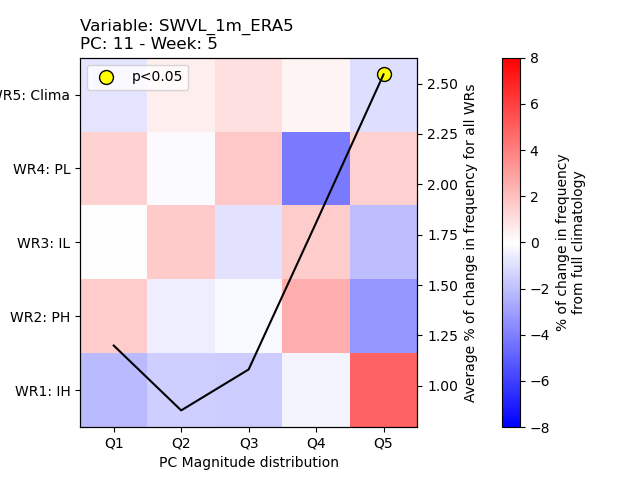 Variable: SWVL_1m_ERA5
PC: 11 - Week: 5
p<0.05
WR5: Clima
WR4: PL
WR3: IL
WR2: PH
WR1: IH
Q1 Q2 Q3 Q4 Q5
PC Magnitude distribution
2.50
2.25
2.00
1.75
1.50
1.25
1.00
Average % of change in frequency for all WRs
8
6
4
2
0
−2
−4
−6
−8
% of change in frequency
from full climatology